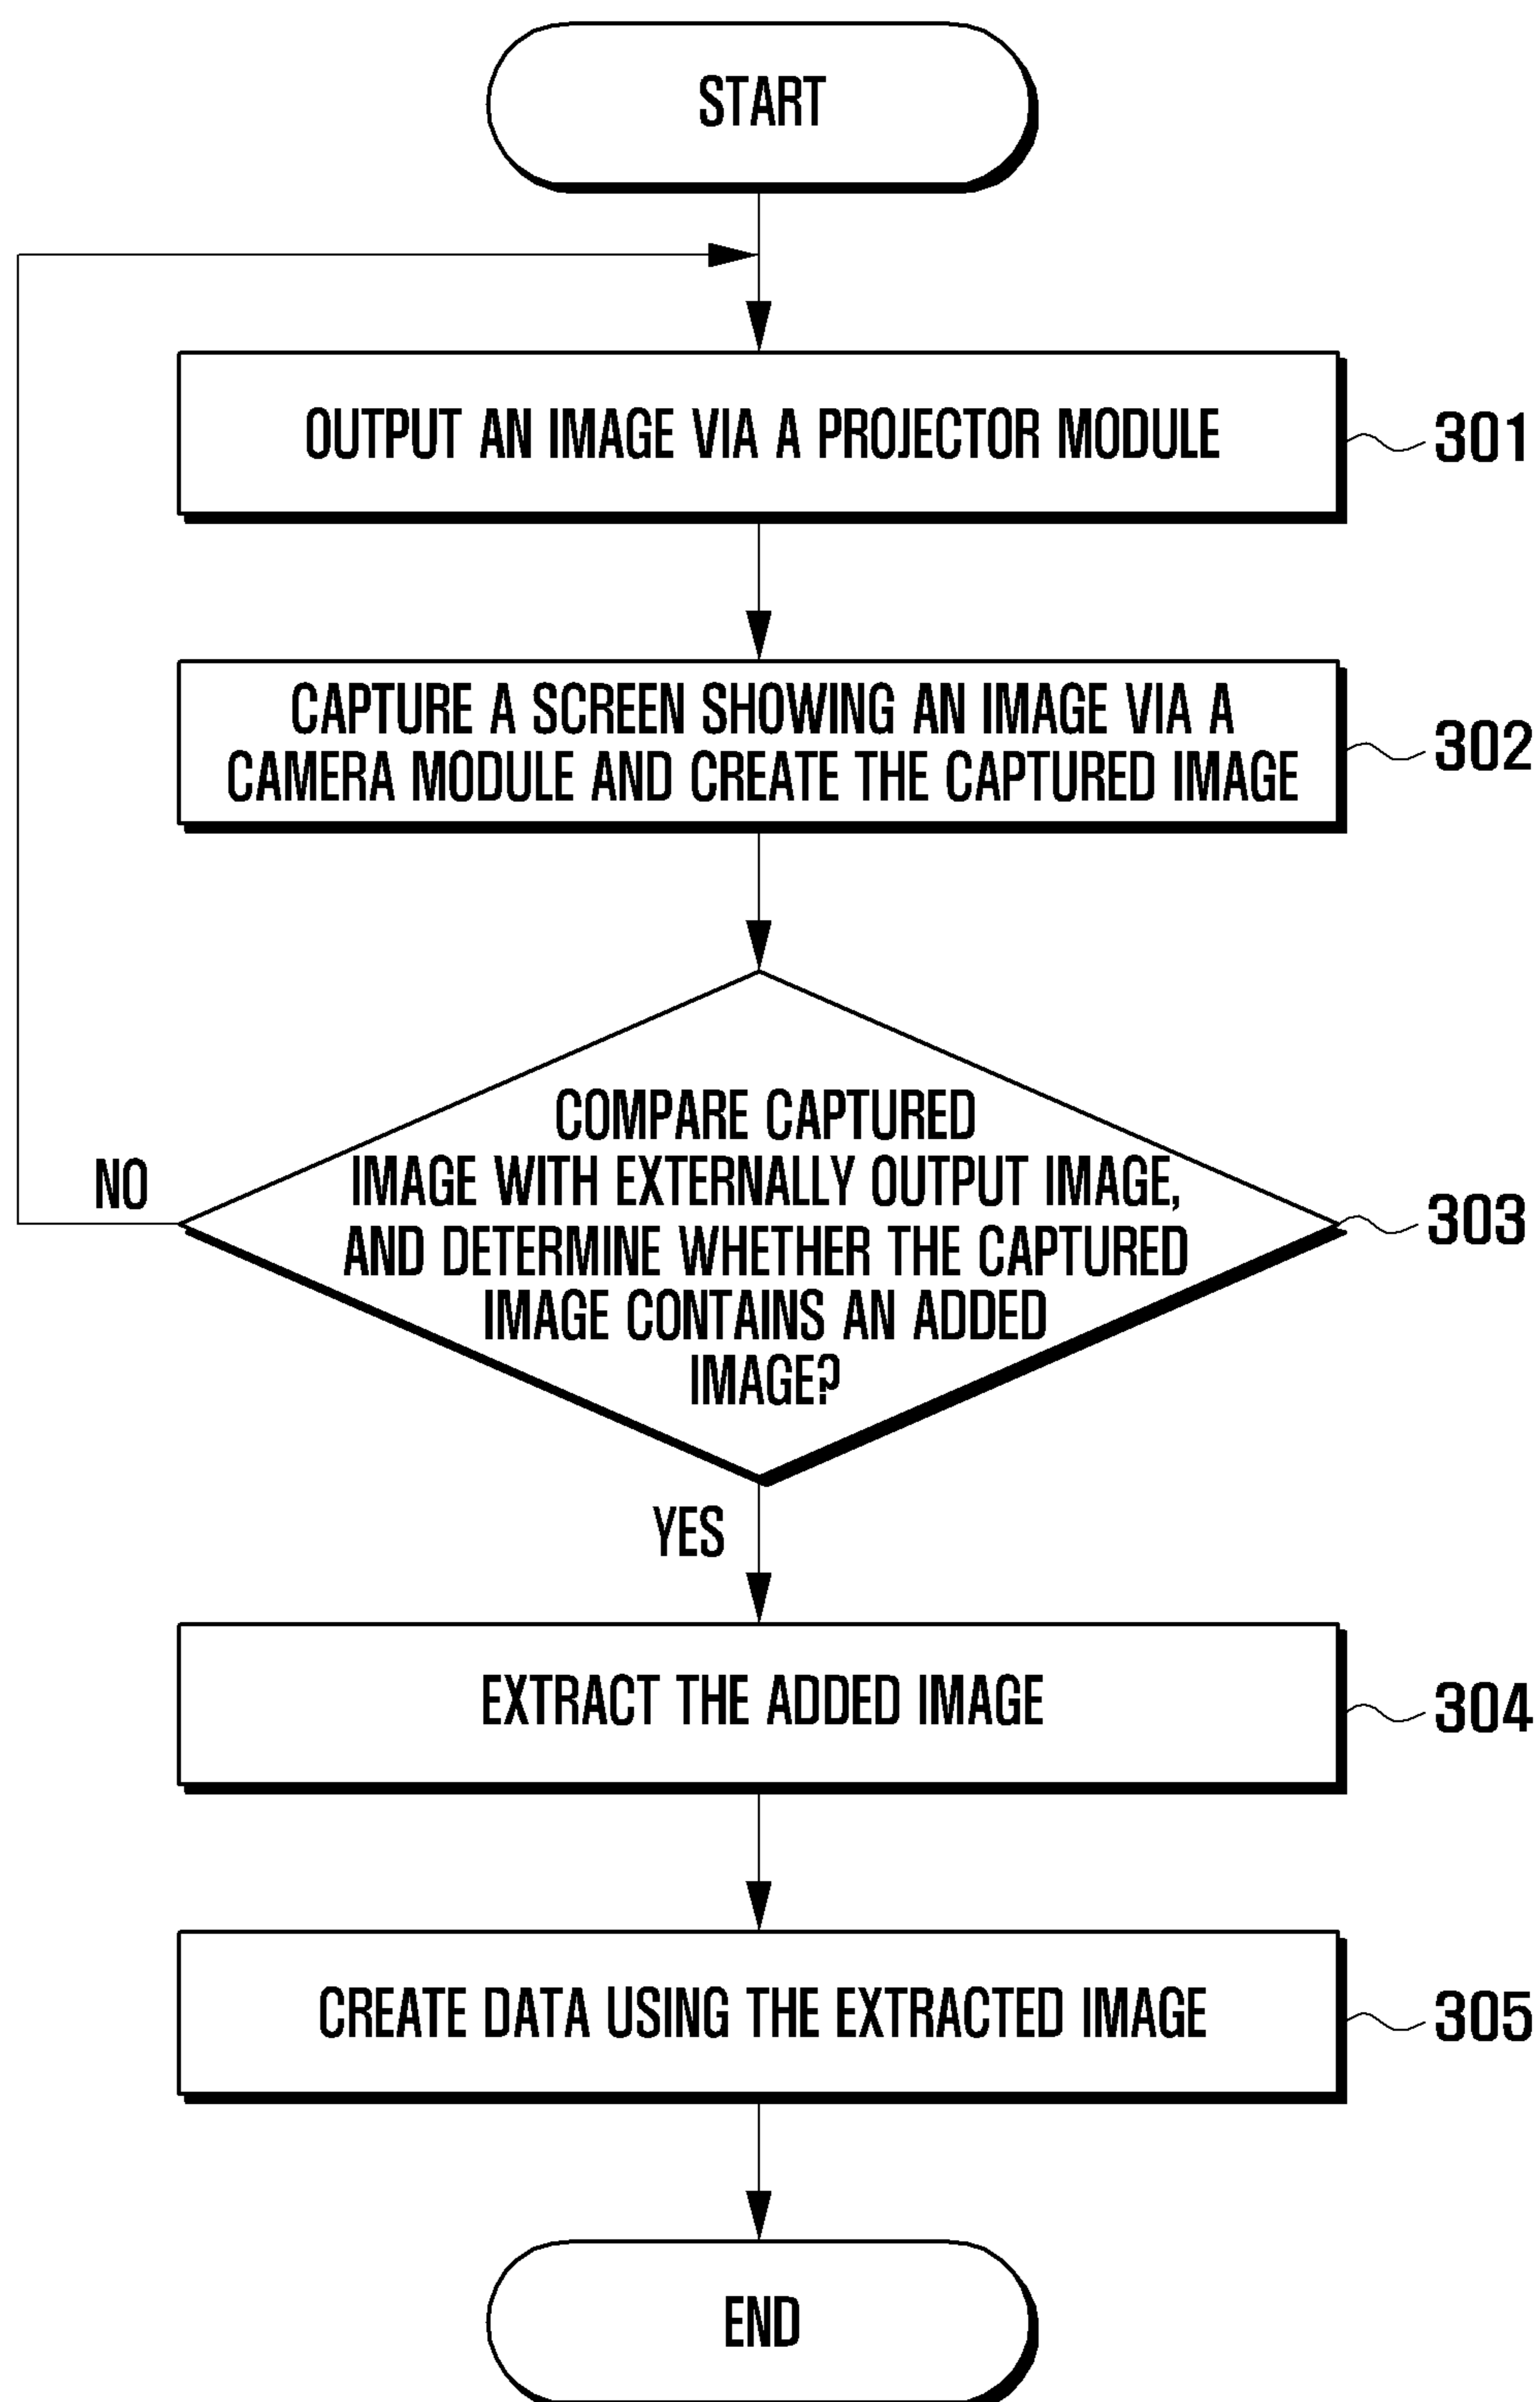 START
OUTPUT AN IMAGE VIA A PROJECTOR MODULE
301
CAPTURE A SCREEN SHOWING AN IMAGE VIA A
CAMERA MODULE AND CREATE THE CAPTURED IMAGE
302
COMPARE CAPTURED
IMAGE WITH EXTERNALLY OUTPUT IMAGE,
AND DETERMINE WHETHER THE CAPTURED
IMAGE CONTAINS AN ADDED
IMAGE?
NO
303
YES
EXTRACT THE ADDED IMAGE
304
CREATE DATA USING THE EXTRACTED IMAGE
305
END